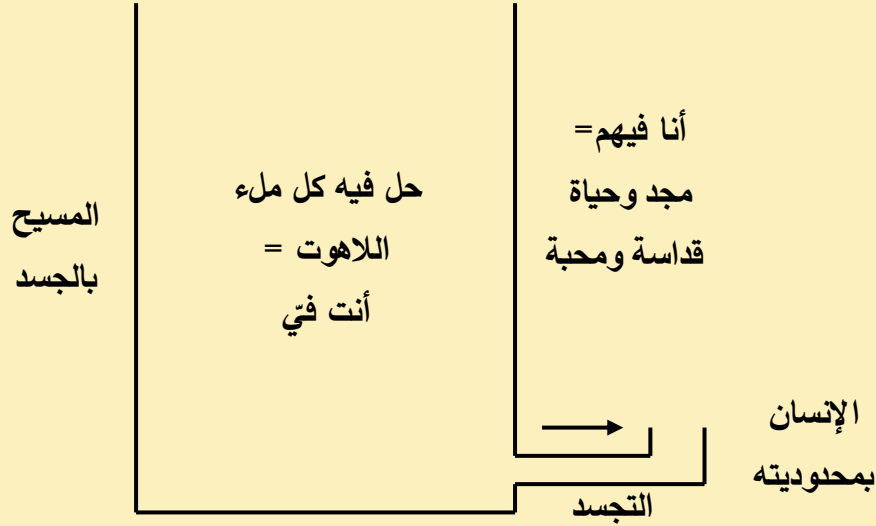 أنا فيهم=
مجد وحياة
قداسة ومحبة
حل فيه كل ملء
اللاهوت =
أنت فيّ
المسيح
بالجسد
الإنسان
بمحدوديته
التجسد